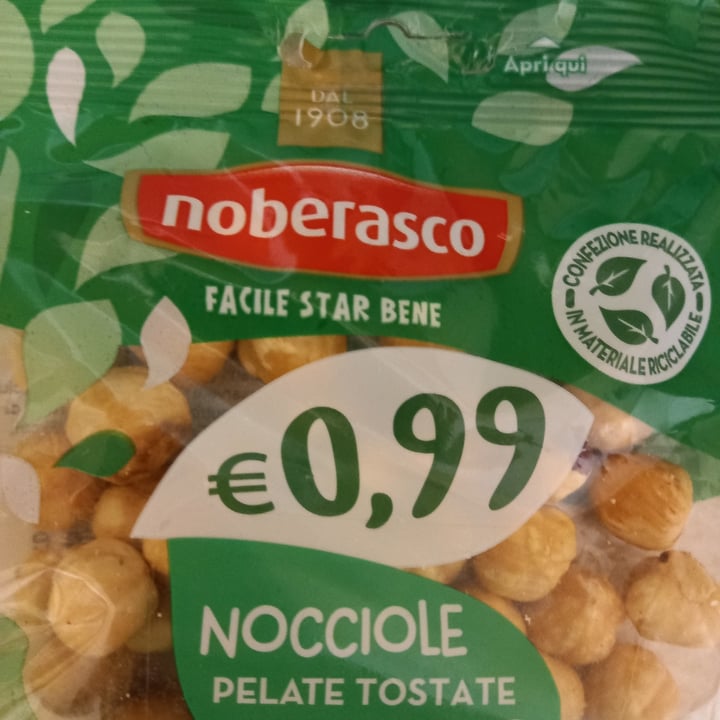 Apri qui
DAL
1908
noberasco
FACILE STAR BENE
CONFEZIONE REALIZZATA
IN MATERIALE RICICLABILE
€0,99
NOCCIOLE
PELATE TOSTATE